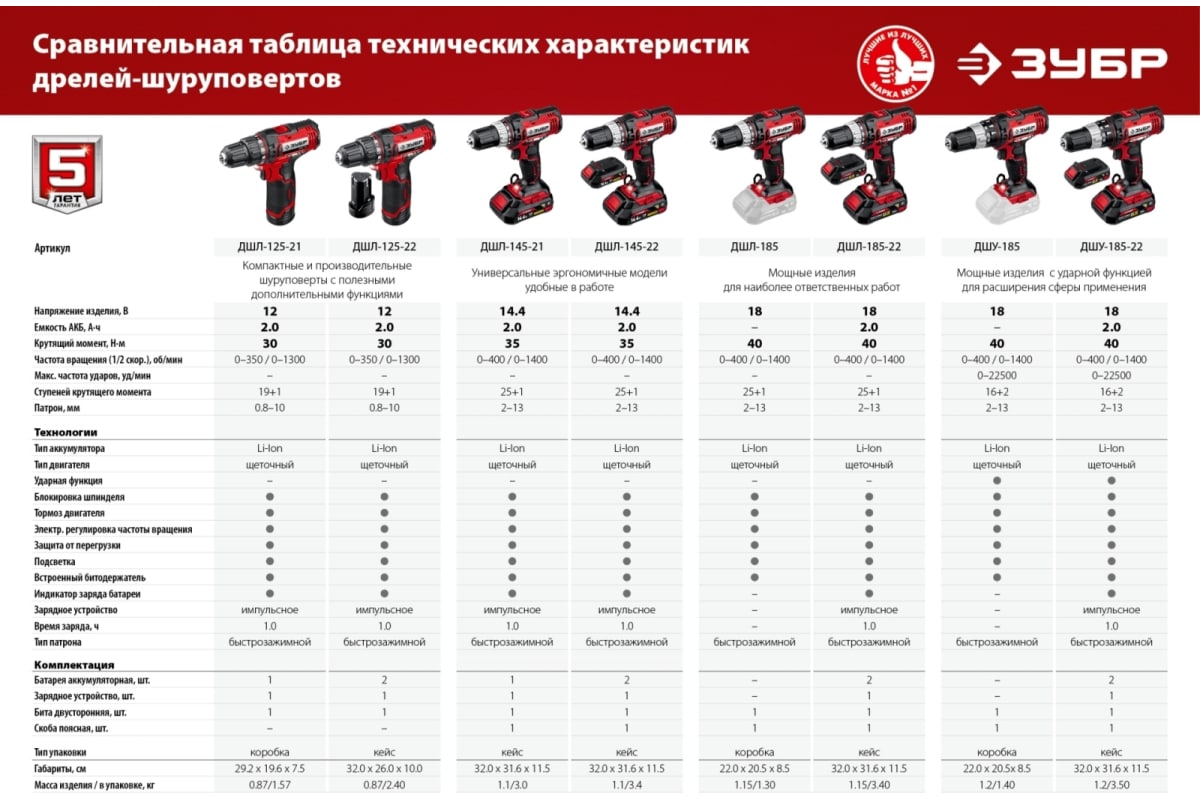 Сравнительная таблица технических характеристик
дрелей-шуруповертов
ЛУЧШИЕ ИЗ ЛУЧШИХ
МАРКА №1
ЗУБР
5
ЛЕТ
ГАРАНТИЯ
Артикул ДШЛ-125-21 ДШЛ-125-22 ДШЛ-145-21 ДШЛ-145-22 ДШЛ-185 ДШЛ-185-22 ДШУ-185 ДШУ-185-22
Компактные и производительные
шуруповерты с полезными
дополнительными функциями
Универсальные эргономичные модели
удобные в работе
Мощные изделия
для наиболее ответственных работ
Мощные изделия с ударной функцией
для расширения сферы применения
Напряжение изделия, В 12 12 14.4 14.4 18 18 18 18
Емкость АКБ, А-ч 2.0 2.0 2.0 2.0 – 2.0 – 2.0
Крутящий момент, Н-м 30 30 35 35 40 40 40 40
Частота вращения (1/2 скор.), об/мин 0–350 / 0–1300 0–350 / 0–1300 0–400 / 0–1400 0–400 / 0–1400 0–400 / 0–1400 0–400 / 0–1400 0–400 / 0–1400 0–400 / 0–1400
Макс. частота ударов, уд/мин – – – – – – 0–22500 0–22500
Ступеней крутящего момента 19+1 19+1 25+1 25+1 25+1 25+1 16+2 16+2
Патрон, мм 0.8–10 0.8–10 2–13 2–13 2–13 2–13 2–13 2–13
Технологии
Тип аккумулятора Li-Ion Li-Ion Li-Ion Li-Ion Li-Ion Li-Ion Li-Ion Li-Ion
Тип двигателя щеточный щеточный щеточный щеточный щеточный щеточный щеточный щеточный
Ударная функция – – – – – – ● ●
Блокировка шпинделя ● ● ● ● ● ● ● ●
Тормоз двигателя ● ● ● ● ● ● ● ●
Электр. регулировка частоты вращения ● ● ● ● ● ● ● ●
Защита от перегрузки ● ● ● ● ● ● ● ●
Подсветка ● ● ● ● ● ● ● ●
Встроенный битодержатель ● ● ● ● ● ● ● ●
Индикатор заряда батареи ● ● ● ● – ● – ●
Зарядное устройство импульсное импульсное импульсное импульсное – импульсное – импульсное
Время заряда, ч 1.0 1.0 1.0 1.0 – 1.0 – 1.0
Тип патрона быстрозажимной быстрозажимной быстрозажимной быстрозажимной быстрозажимной быстрозажимной быстрозажимной быстрозажимной
Комплектация
Батарея аккумуляторная, шт. 1 2 1 2 – 2 – 2
Зарядное устройство, шт. 1 1 1 1 – 1 – 1
Бита двусторонняя, шт. 1 1 1 1 1 1 1 1
Скоба поясная, шт. – – 1 1 1 1 1 1
Тип упаковки коробка кейс кейс кейс коробка кейс коробка кейс
Габариты, см 29.2 x 19.6 x 7.5 32.0 x 26.0 x 10.0 32.0 x 31.6 x 11.5 32.0 x 31.6 x 11.5 22.0 x 20.5 x 8.5 32.0 x 31.6 x 11.5 22.0 x 20.5x 8.5 32.0 x 31.6 x 11.5
Масса изделия / в упаковке, кг 0.87/1.57 0.87/2.40 1.1/3.0 1.1/3.4 1.15/1.30 1.15/3.40 1.2/1.40 1.2/3.50